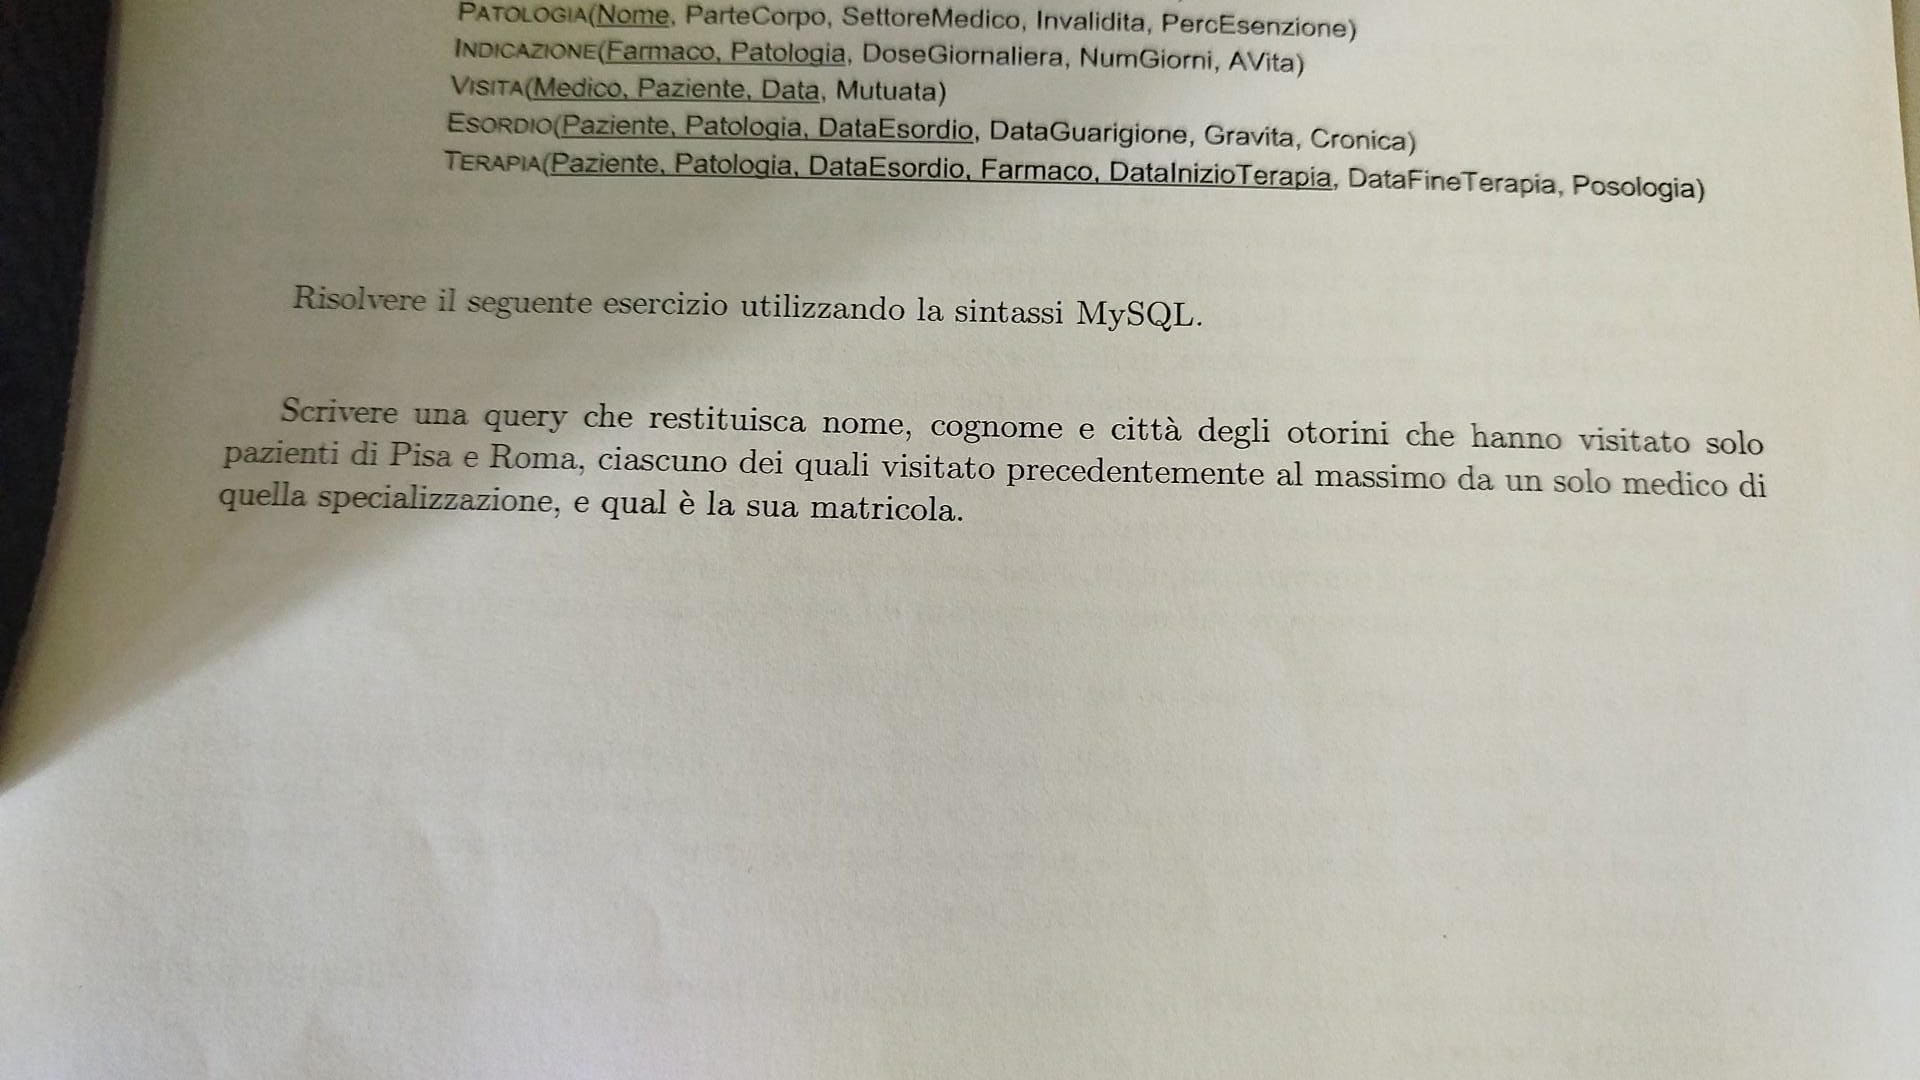 PATOLOGIA(Nome, ParteCorpo, SettoreMedico, Invalidita, PercEsenzione)
INDICAZIONE(Farmaco, Patologia, DoseGiornaliera, NumGiorni, AVita)
VISITA(Medico, Paziente, Data, Mutuata)
ESORDIO(Paziente, Patologia, DataEsordio, DataGuarigione, Gravita, Cronica)
TERAPIA(Paziente, Patologia, DataEsordio, Farmaco, DataInizioTerapia, DataFineTerapia, Posologia)
Risolvere il seguente esercizio utilizzando la sintassi MySQL.
Scrivere una query che restituisca nome, cognome e città degli otorini che hanno visitato solo
pazienti di Pisa e Roma, ciascuno dei quali visitato precedentemente al massimo da un solo medico di
quella specializzazione, e qual è la sua matricola.